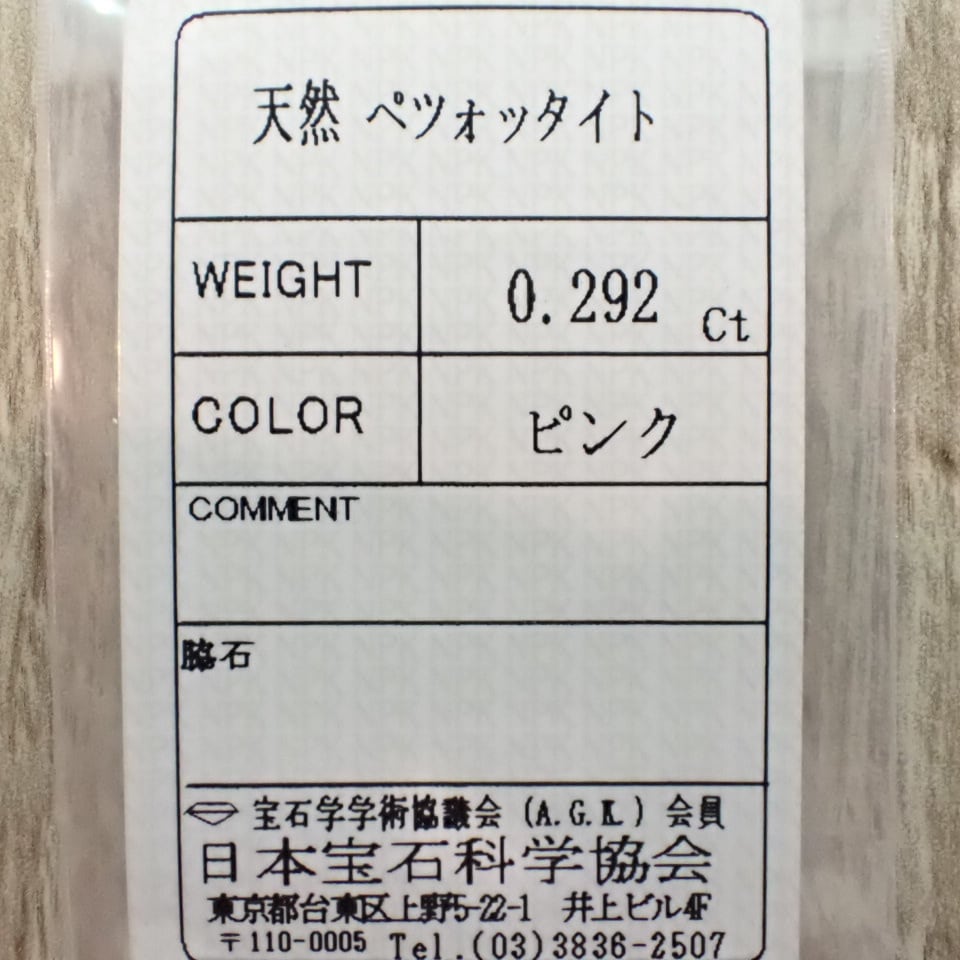 天然 ペツォッタイト
WEIGHT 0.292 Ct
COLOR ピンク
COMMENT
脇石
宝石学学術協議会 (A.G.K.) 会員
日本宝石科学協会
東京都台東区上野5-22-1 井上ビル4F
〒110-0005 Tel.(03)3836-2507